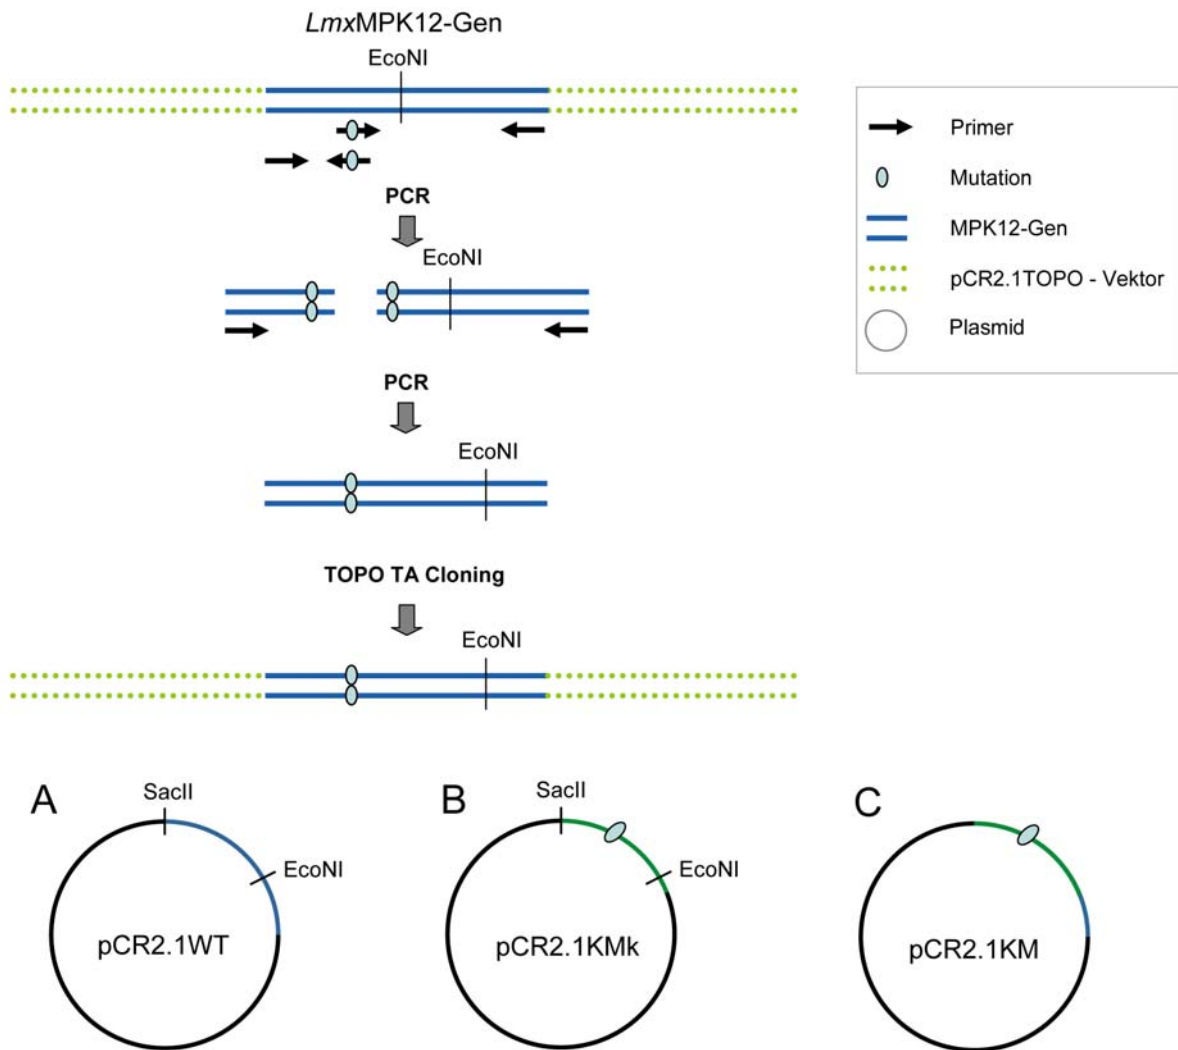 LmxMPK12-Gen
EcoNI
PCR
EcoNI
PCR
EcoNI
TOPO TA Cloning
EcoNI
Primer
Mutation
MPK12-Gen
pCR2.1TOPO - Vektor
Plasmid
A
SacII
EcoNI
pCR2.1WT
B
SacII
EcoNI
pCR2.1KMk
C
pCR2.1KM